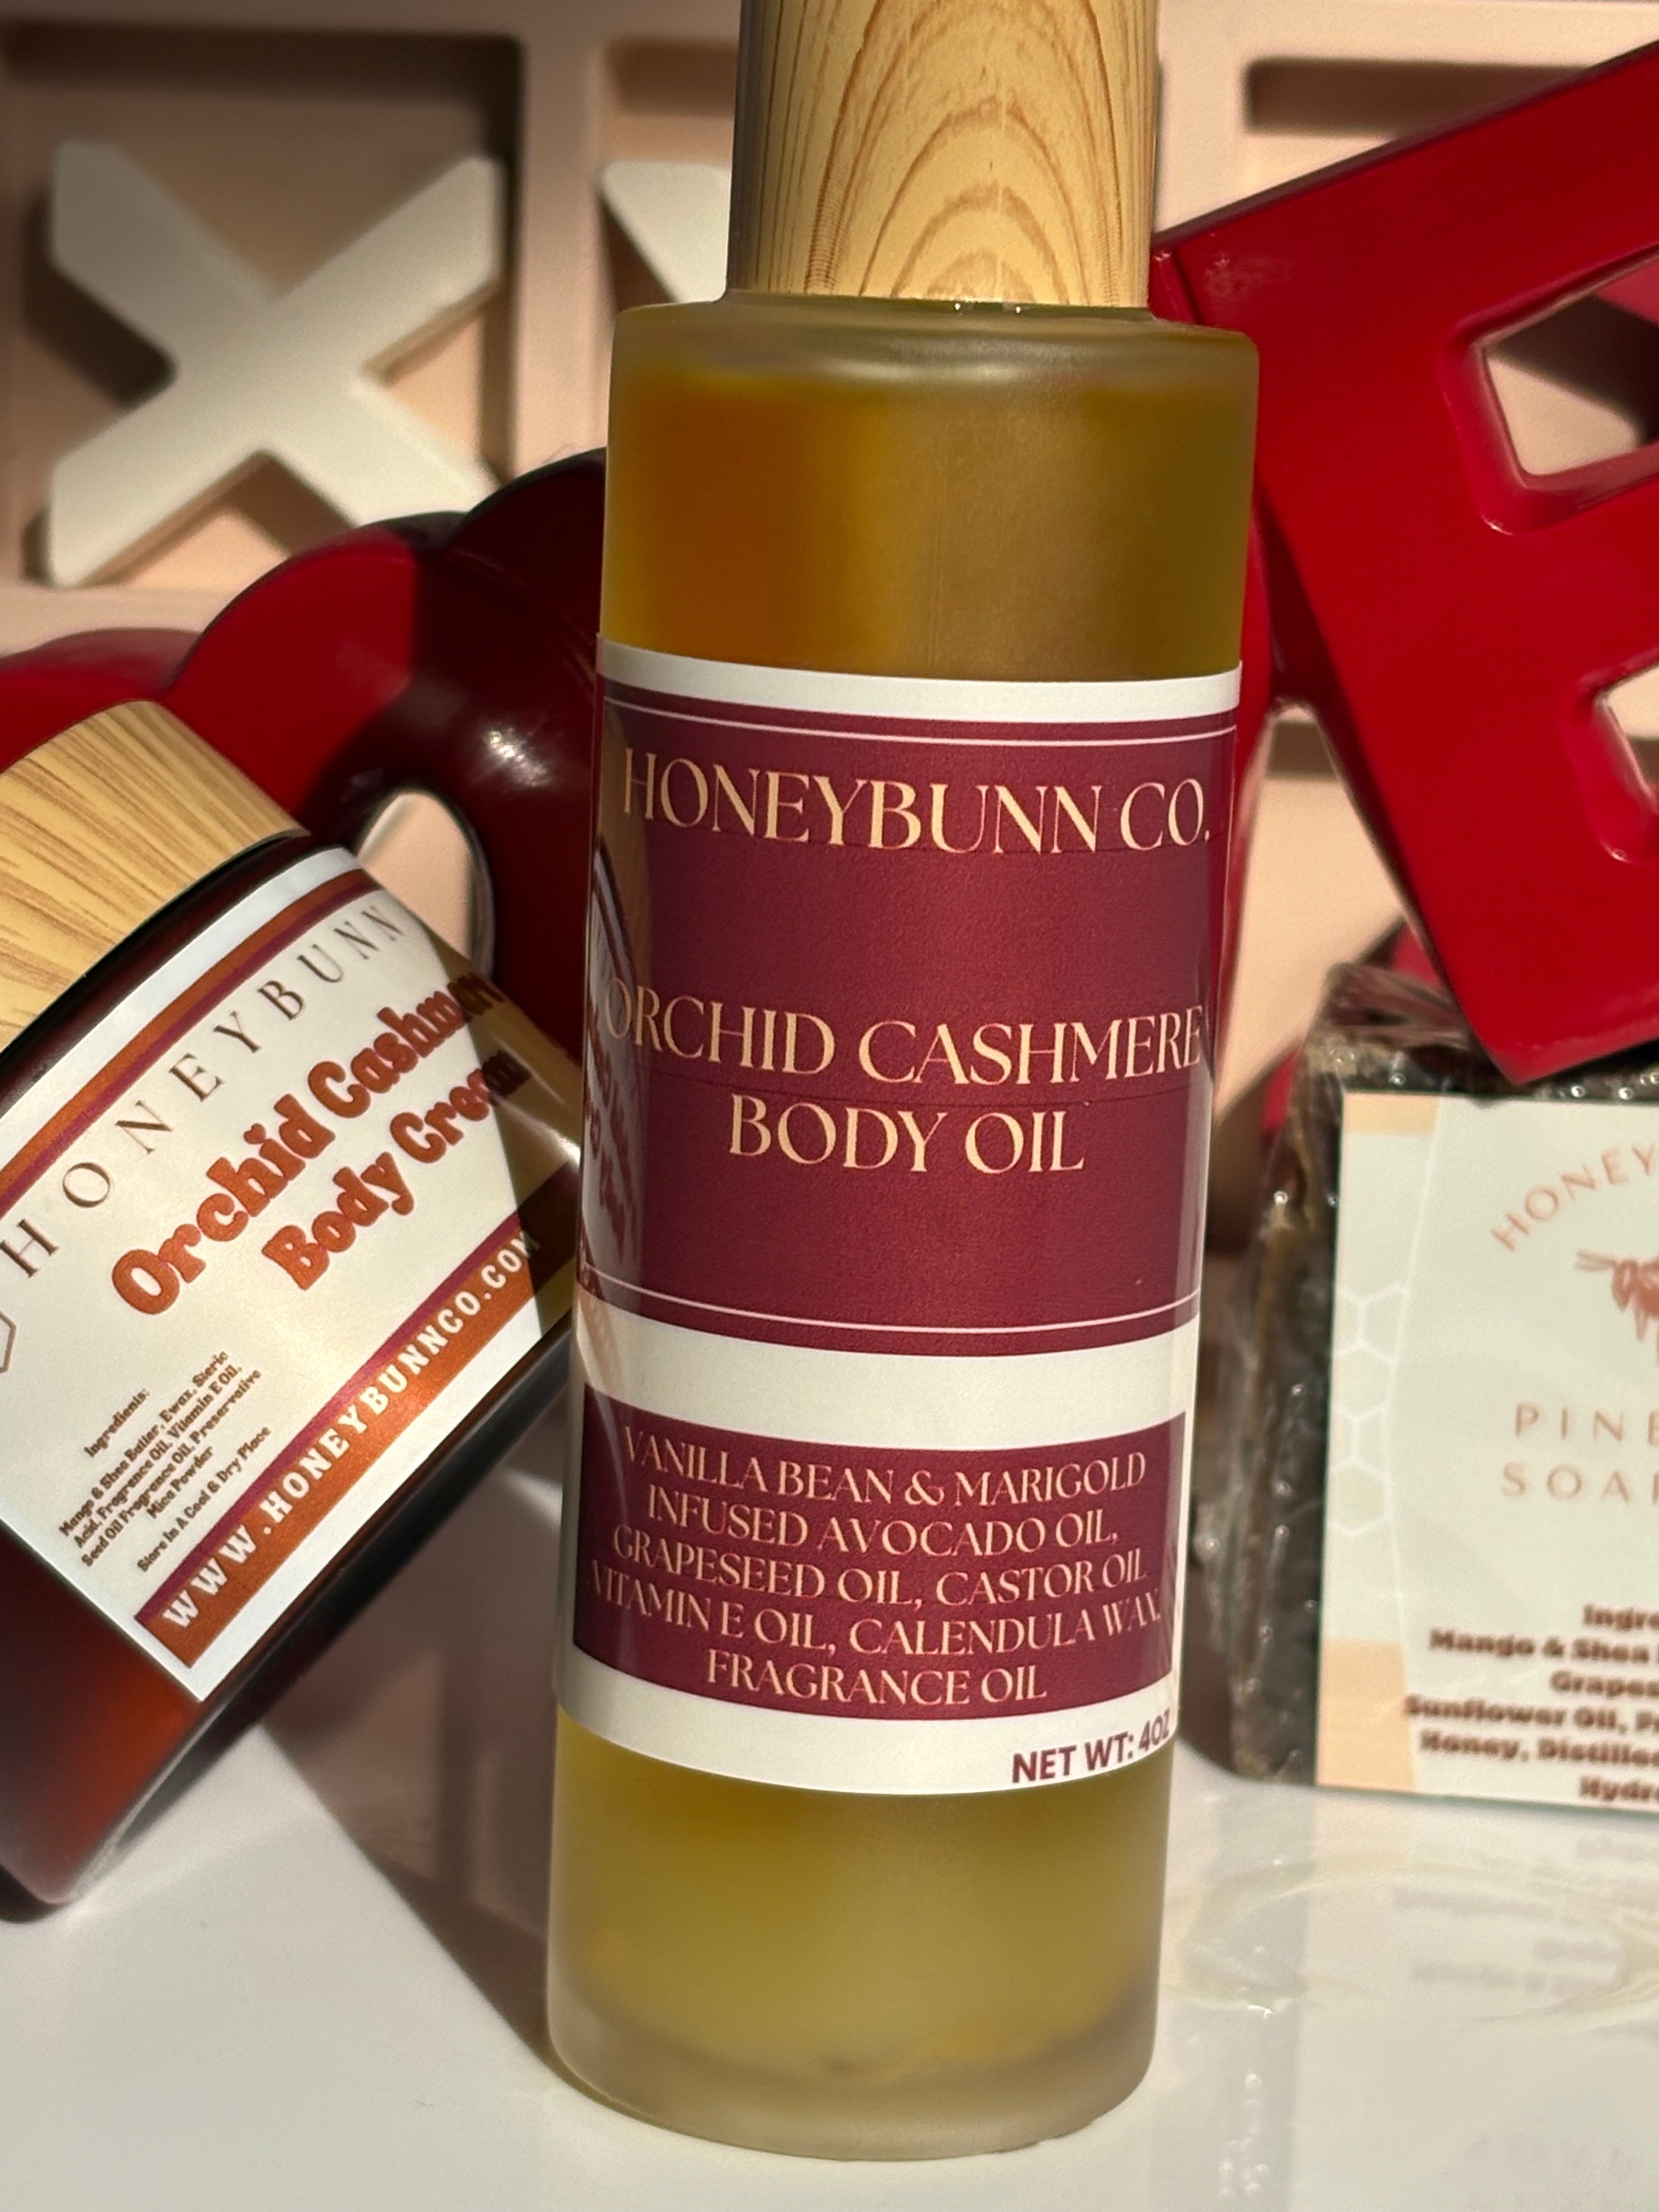 HONEYBUNN CO.
ORCHID CASHMERE
BODY OIL
VANILLA BEAN & MARIGOLD
INFUSED AVOCADO OIL,
GRAPESEED OIL, CASTOR OIL
VITAMIN E OIL, CALENDULA WAX,
FRAGRANCE OIL
NET WT: 4OZ
HONEYBUNN
Orchid Cashmere
Body Cream
Ingredients:
Mango & Shea Butter, Ewax, Steric
Acid, Fragrance Oil, Vitamin E Oil,
Seed Oil Fragrance Oil, Preservative
Mica Powder
Store In A Cool & Dry Place
WWW.HONEYBUNNCO.COM
HONEY
PINE
SOA
Ingre
Mango & Shea
Grapes
Sunflower Oil,
Honey, Distille
Hydro